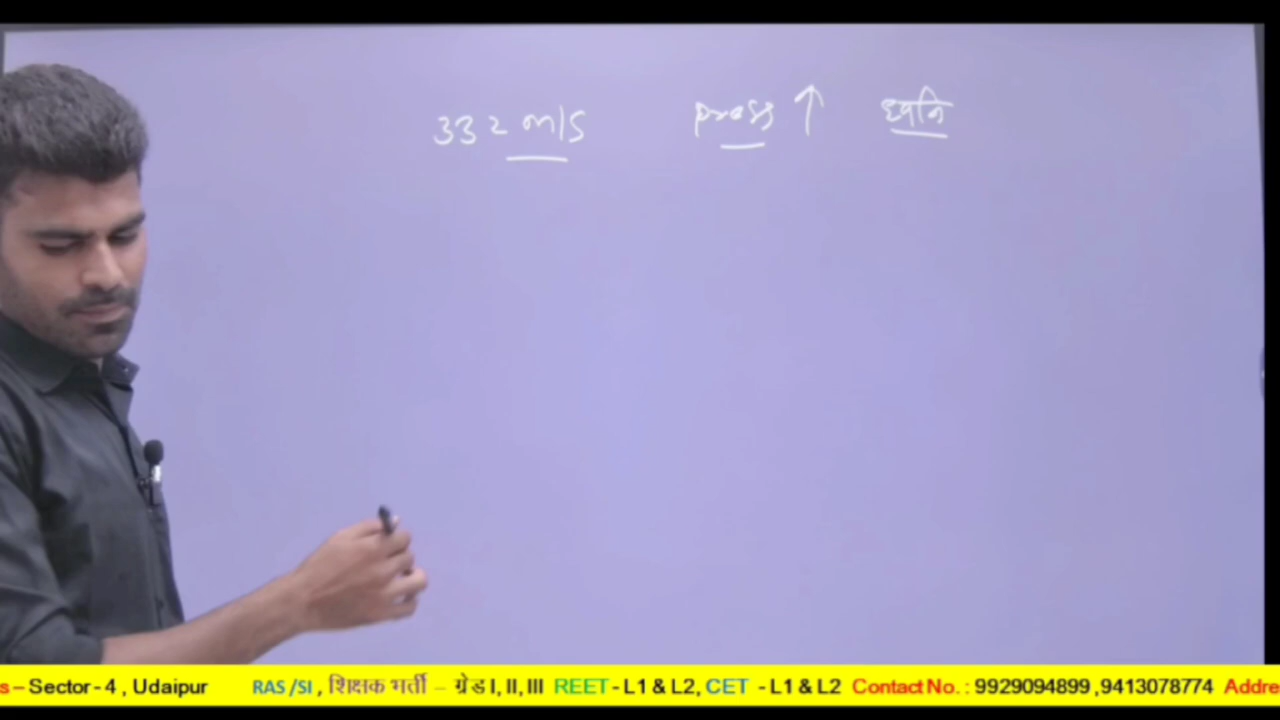 332 m/s press ↑ ध्वनि
s – Sector - 4 , Udaipur RAS /SI , शिक्षक भर्ती – ग्रेड I, II, III REET - L1 & L2, CET - L1 & L2 Contact No. : 9929094899 ,9413078774 Addre